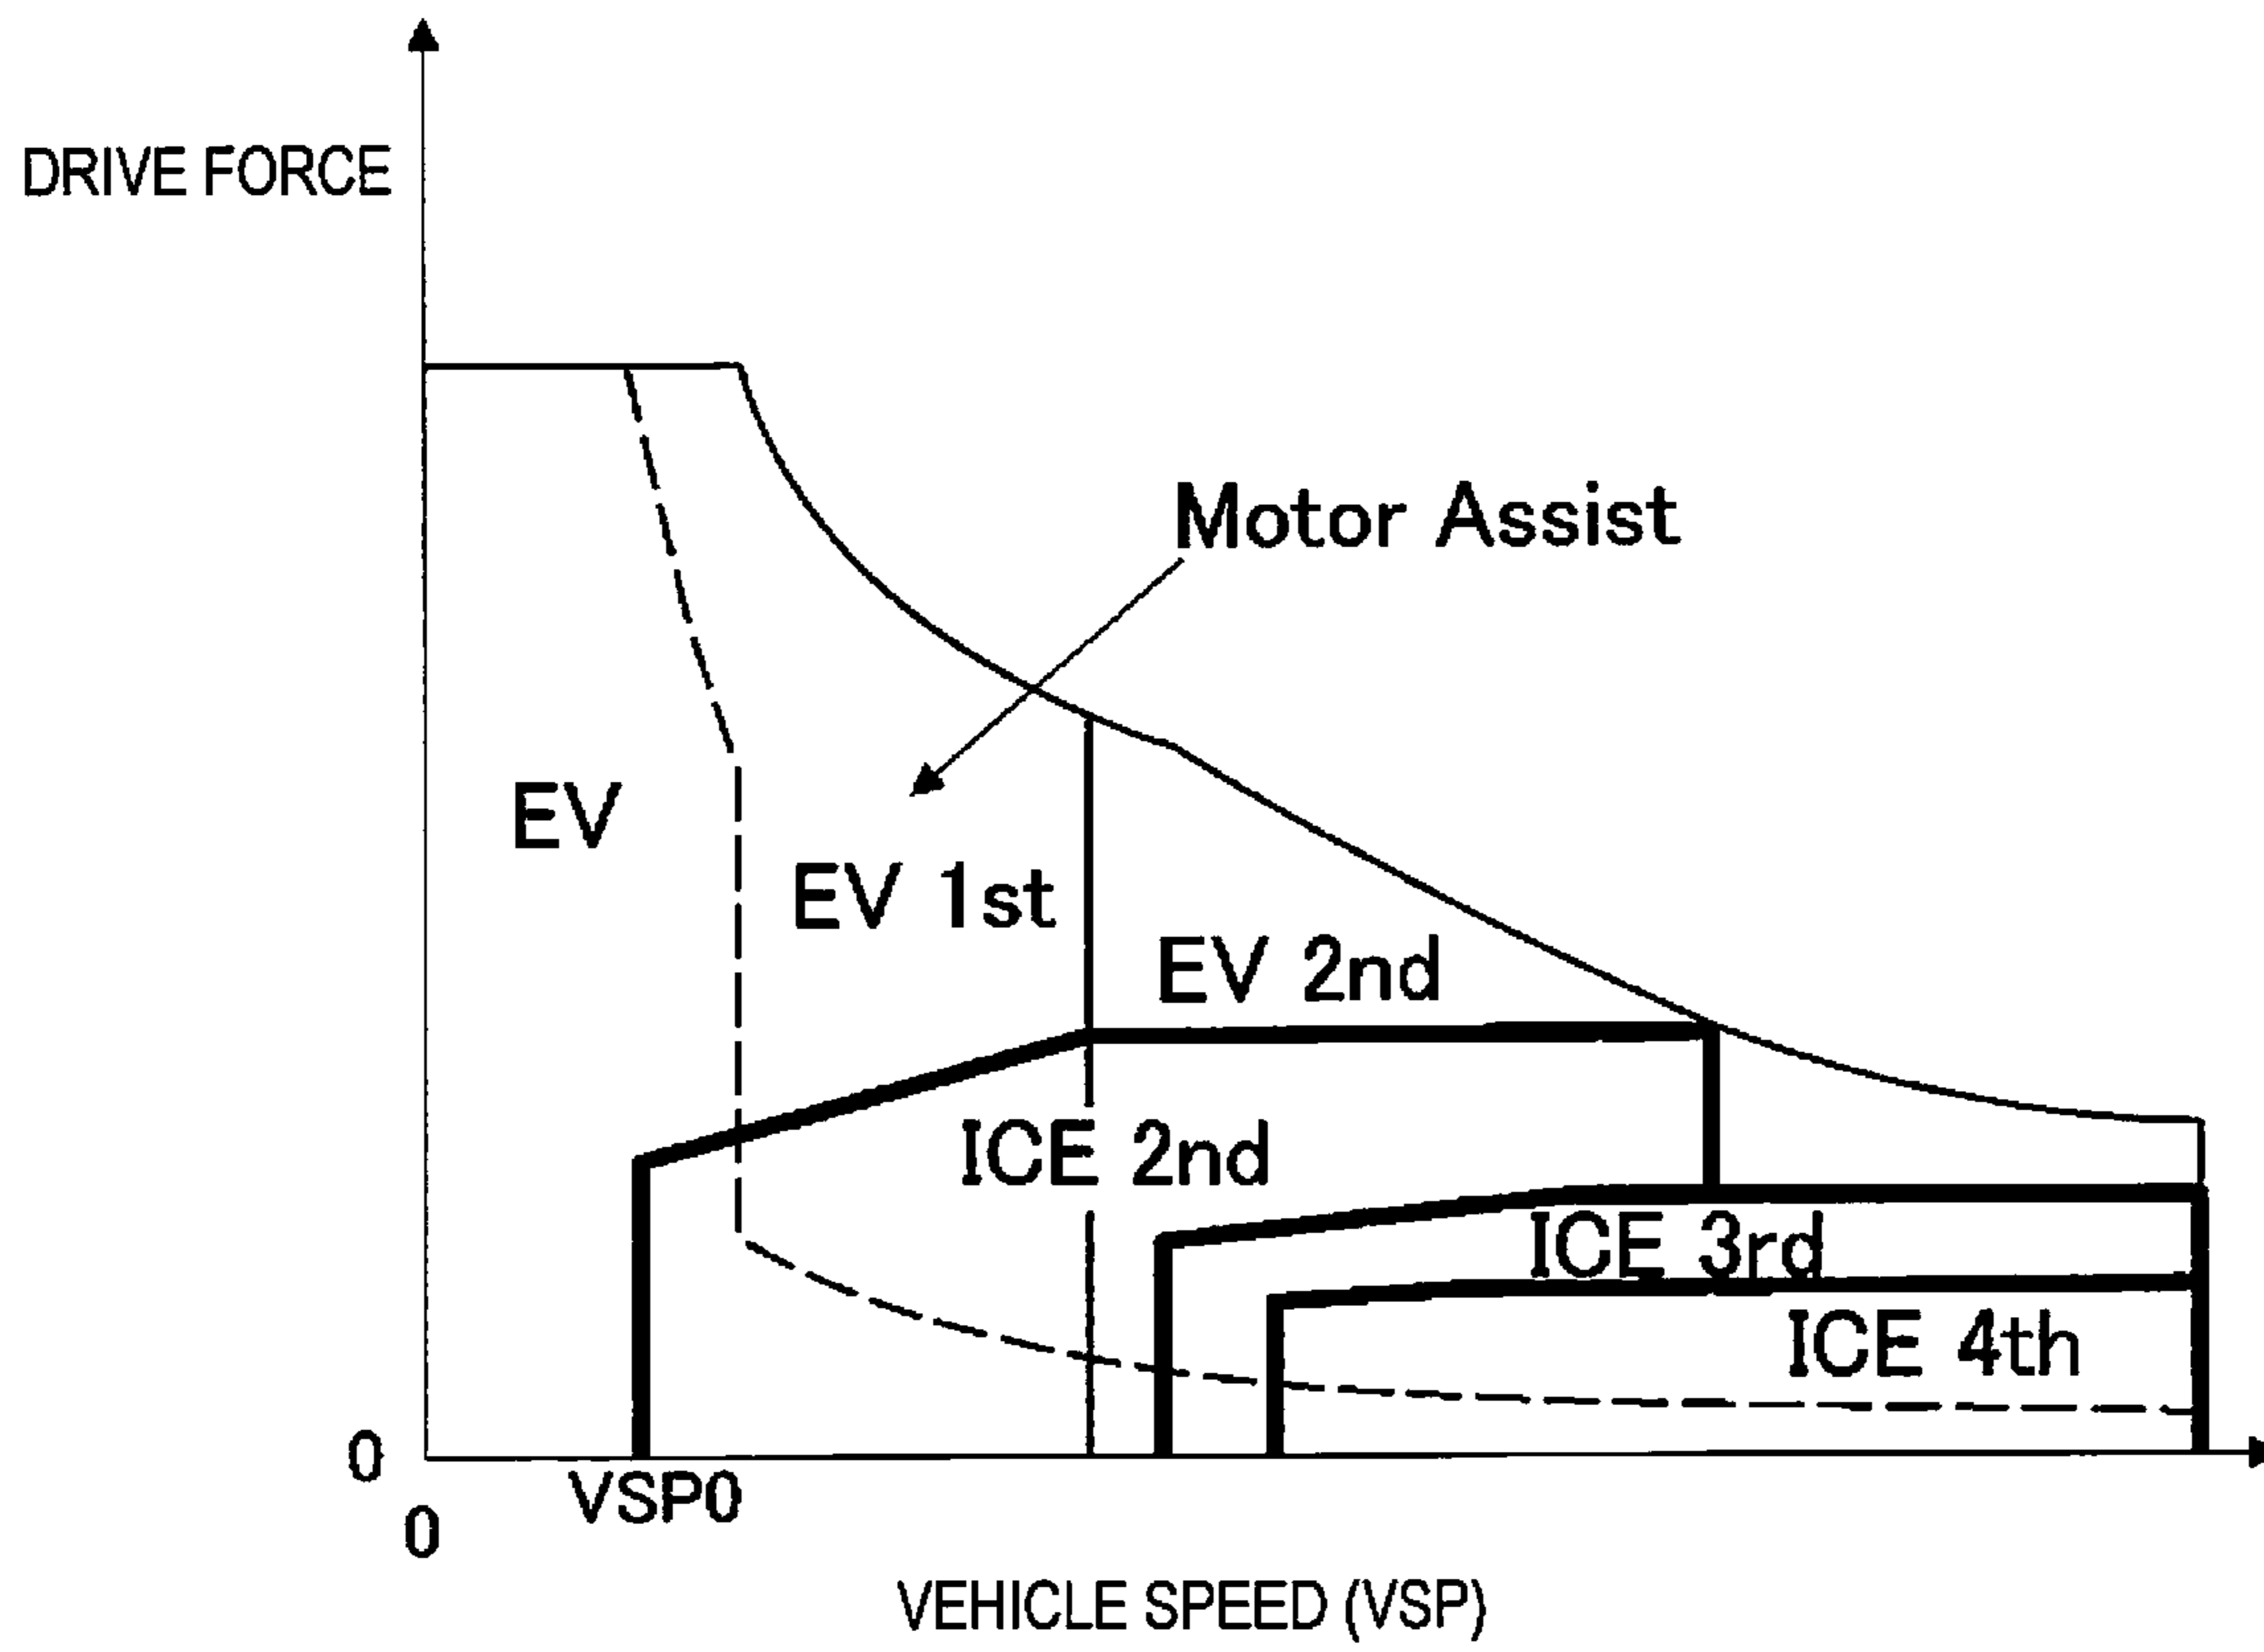 DRIVE FORCE
Motor Assist
EV
EV 1st
EV 2nd
ICE 2nd
ICE 3rd
ICE 4th
0
VSP0
0
VEHICLE SPEED (VSP)